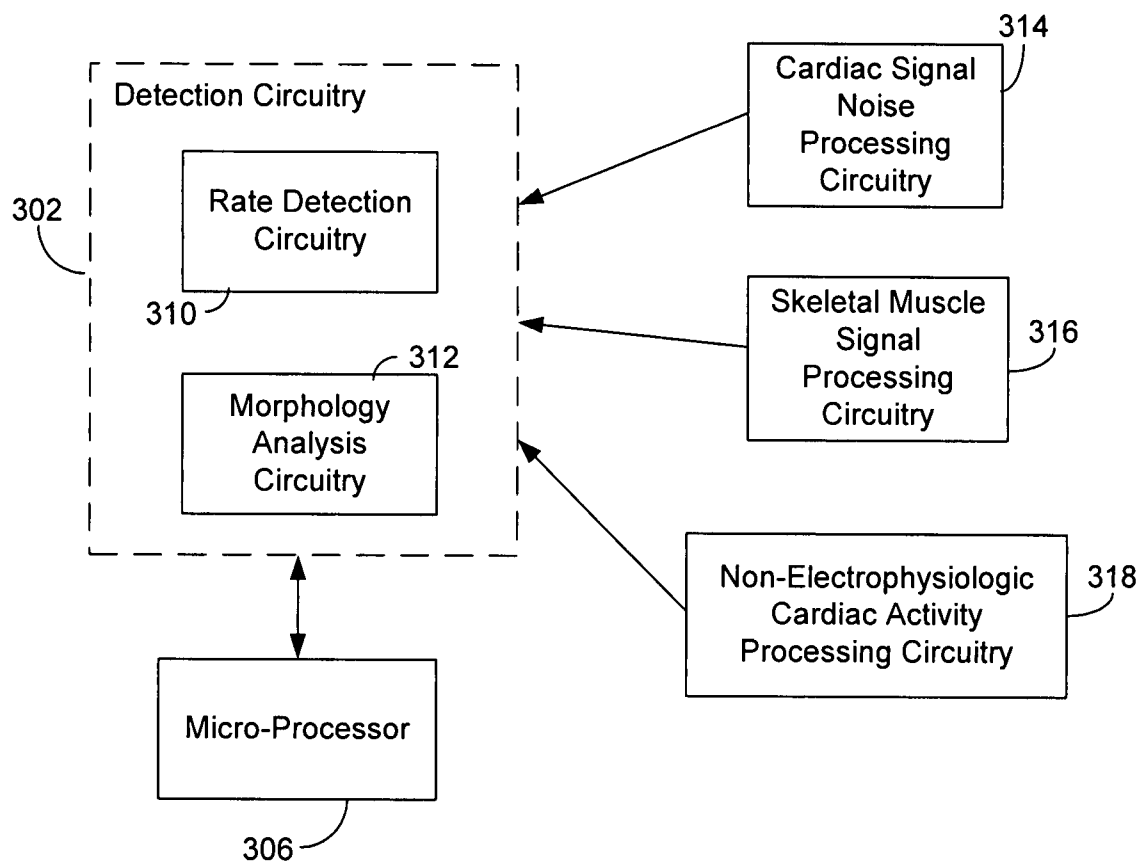 Detection Circuitry
302
Rate Detection
Circuitry
310
312
Morphology
Analysis
Circuitry
Micro-Processor
306
314
Cardiac Signal
Noise
Processing
Circuitry
Skeletal Muscle
Signal
Processing
Circuitry
316
Non-Electrophysiologic
Cardiac Activity
Processing Circuitry
318